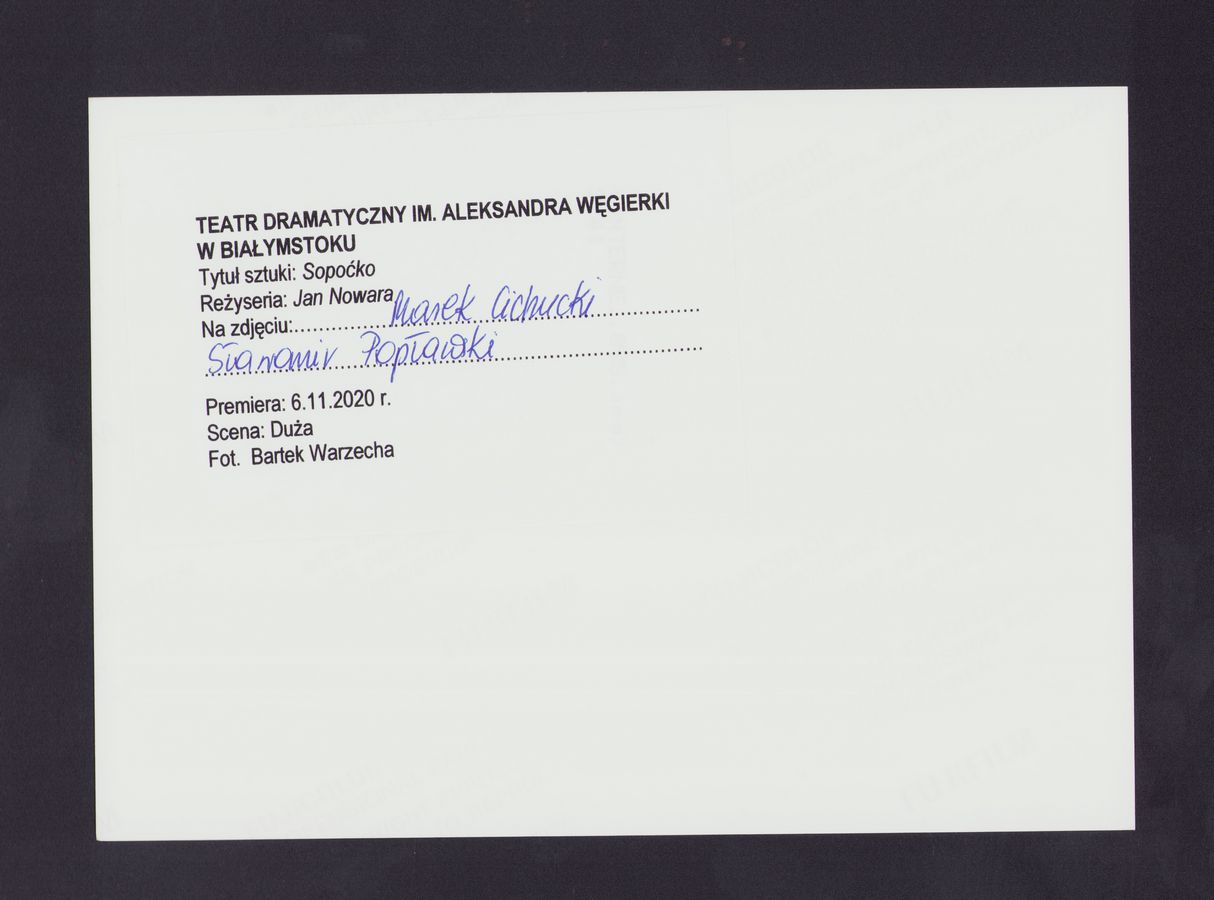 TEATR DRAMATYCZNY IM. ALEKSANDRA WĘGIERKI
W BIAŁYMSTOKU
Tytuł sztuki: Sopoćko
Reżyseria: Jan Nowara
Na zdjęciu: Marek Cichucki
Sławomir Popławski
Premiera: 6.11.2020 r.
Scena: Duża
Fot. Bartek Warzecha